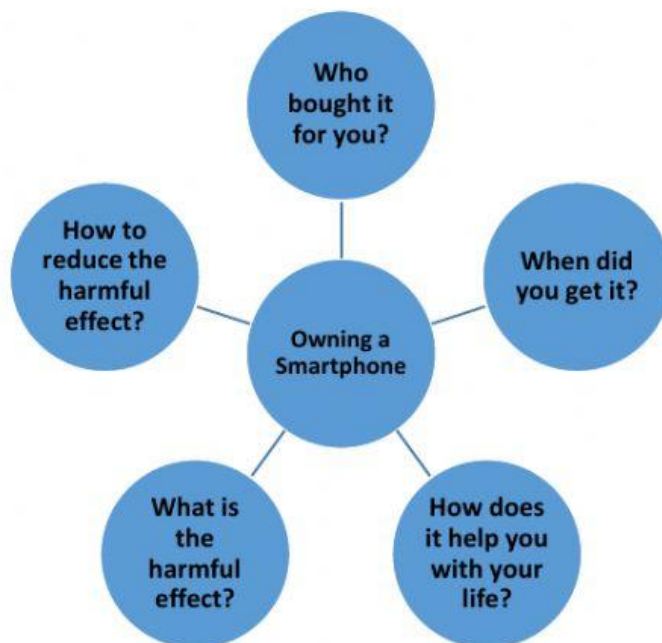 Who
bought it
for you?
How to
reduce the
harmful
effect?
When did
you get it?
Owning a
Smartphone
What is
the
harmful
effect?
How does
it help you
with your
life?